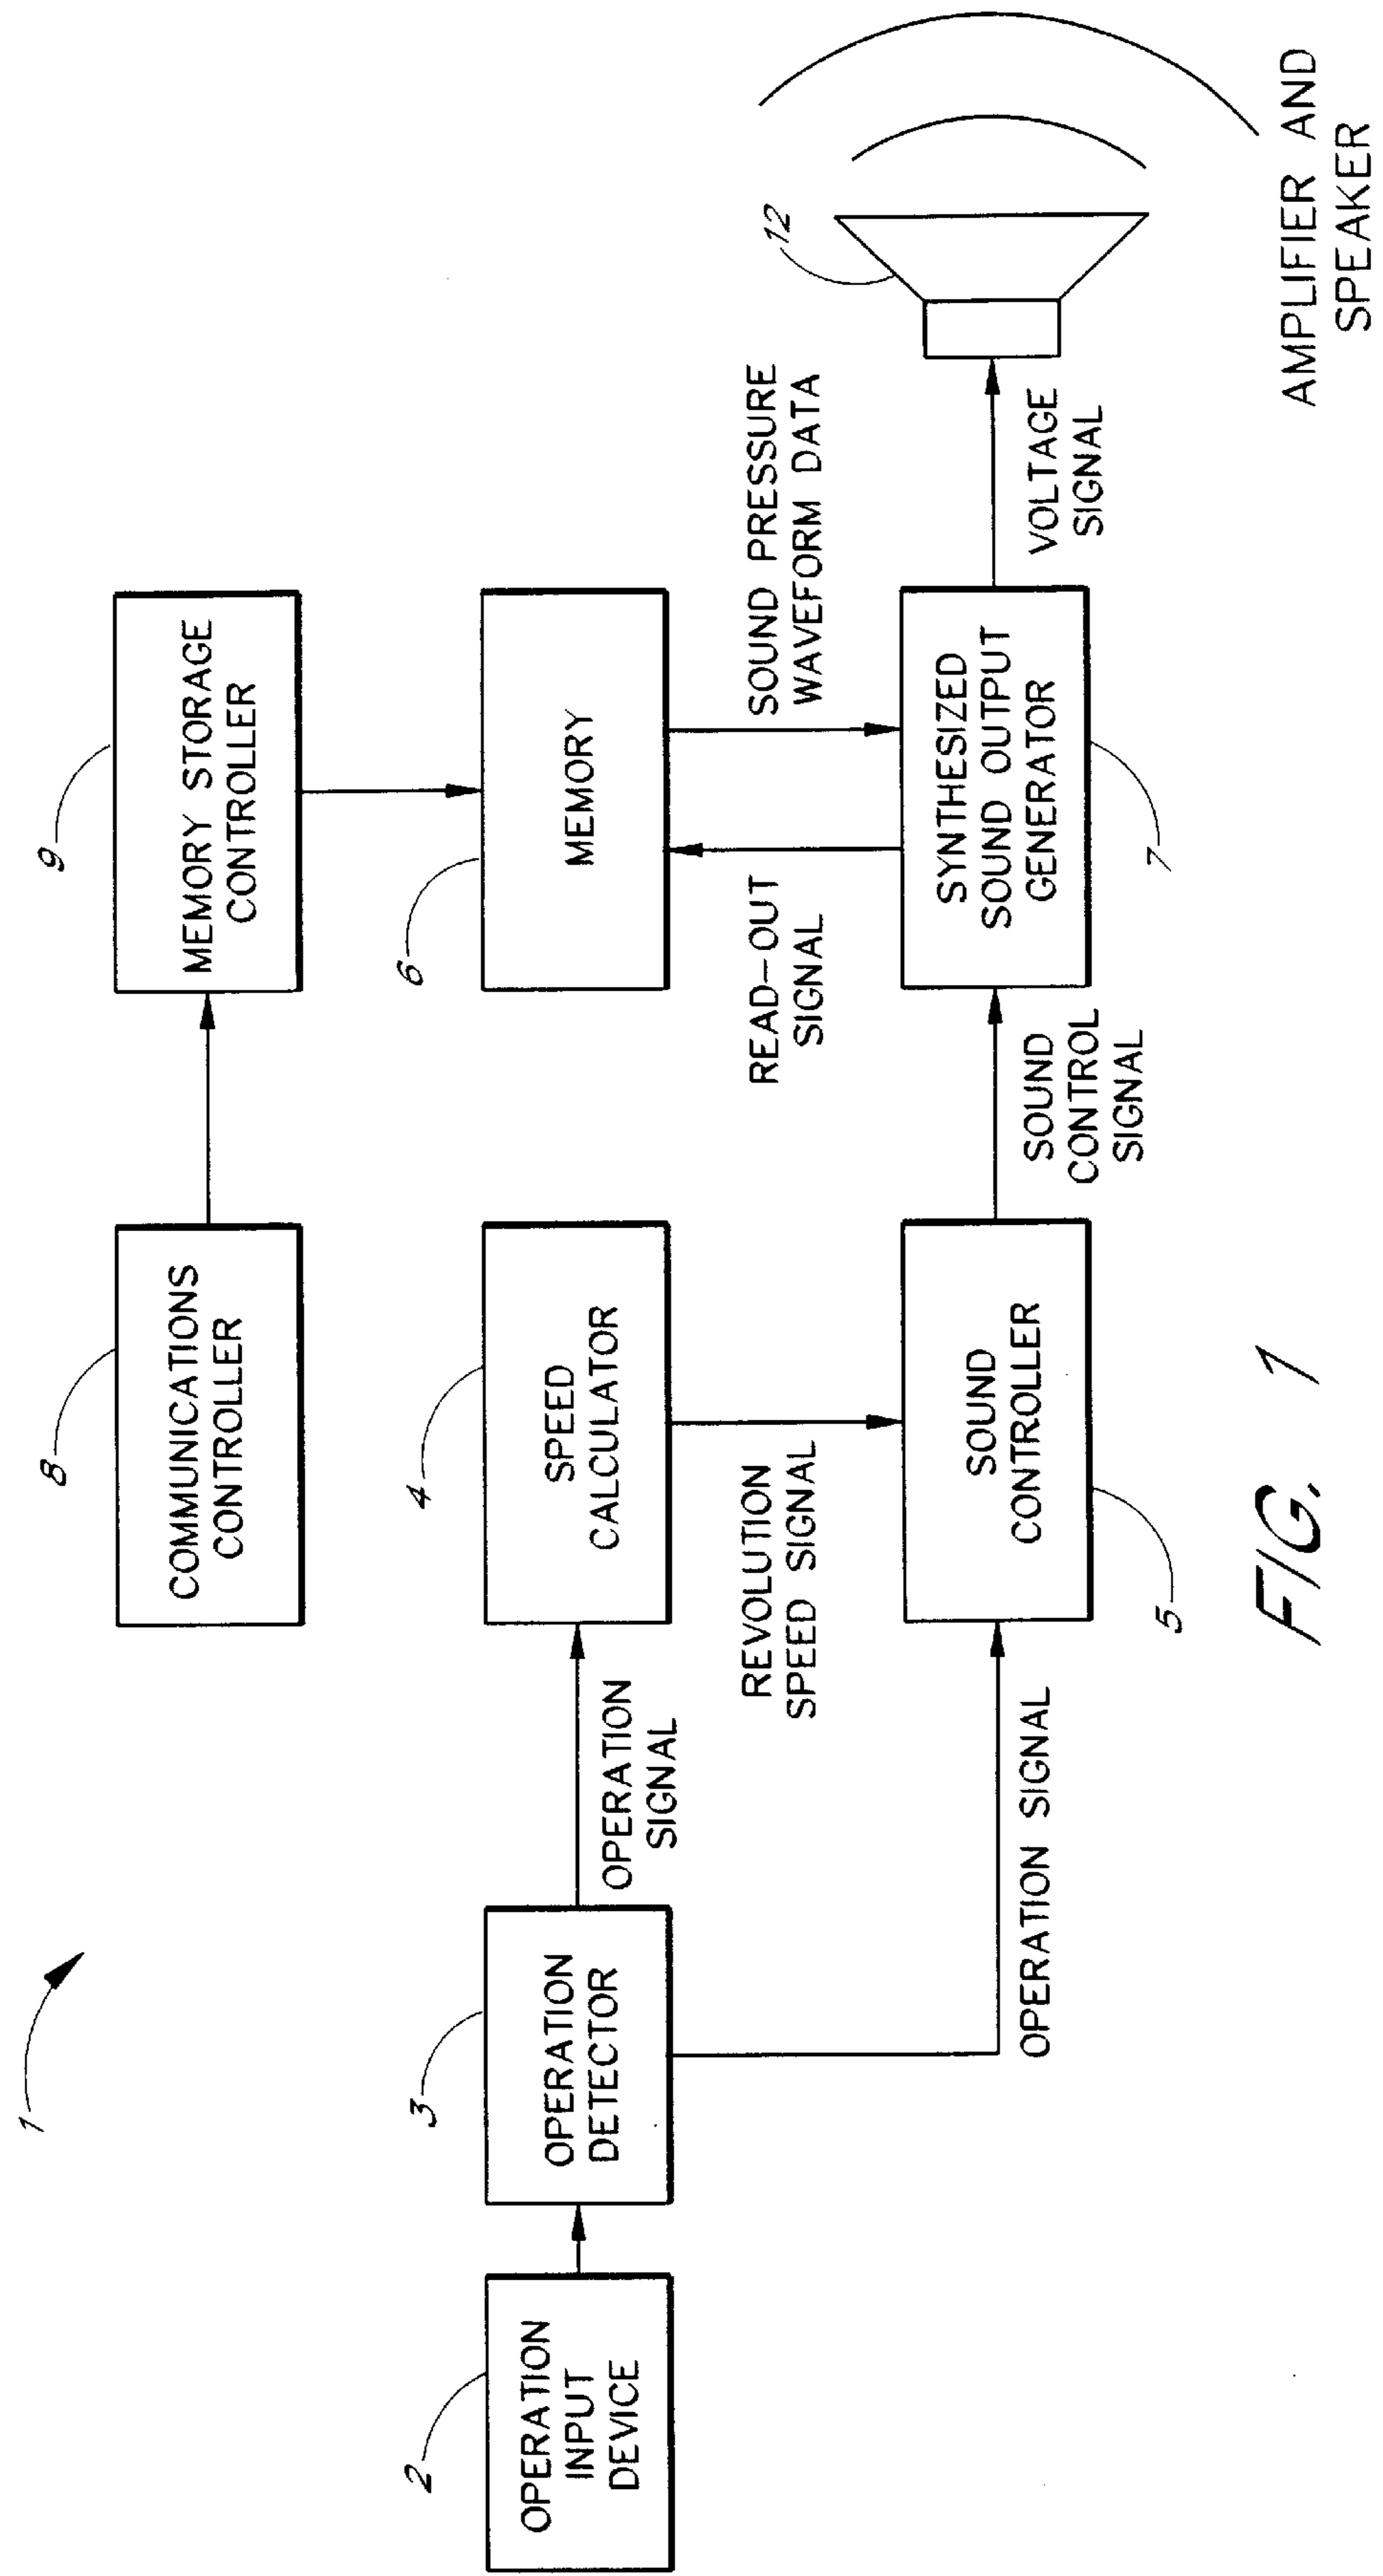 1
8
COMMUNICATIONS
CONTROLLER
9
MEMORY STORAGE
CONTROLLER
2
OPERATION
INPUT
DEVICE
3
OPERATION
DETECTOR
OPERATION
SIGNAL
4
SPEED
CALCULATOR
6
MEMORY
REVOLUTION
SPEED SIGNAL
READ-OUT
SIGNAL
SOUND PRESSURE
WAVEFORM DATA
OPERATION SIGNAL
SOUND
CONTROLLER
5
SOUND
CONTROL
SIGNAL
SYNTHESIZED
SOUND OUTPUT
GENERATOR
7
VOLTAGE
SIGNAL
12
AMPLIFIER AND
SPEAKER
FIG. 1